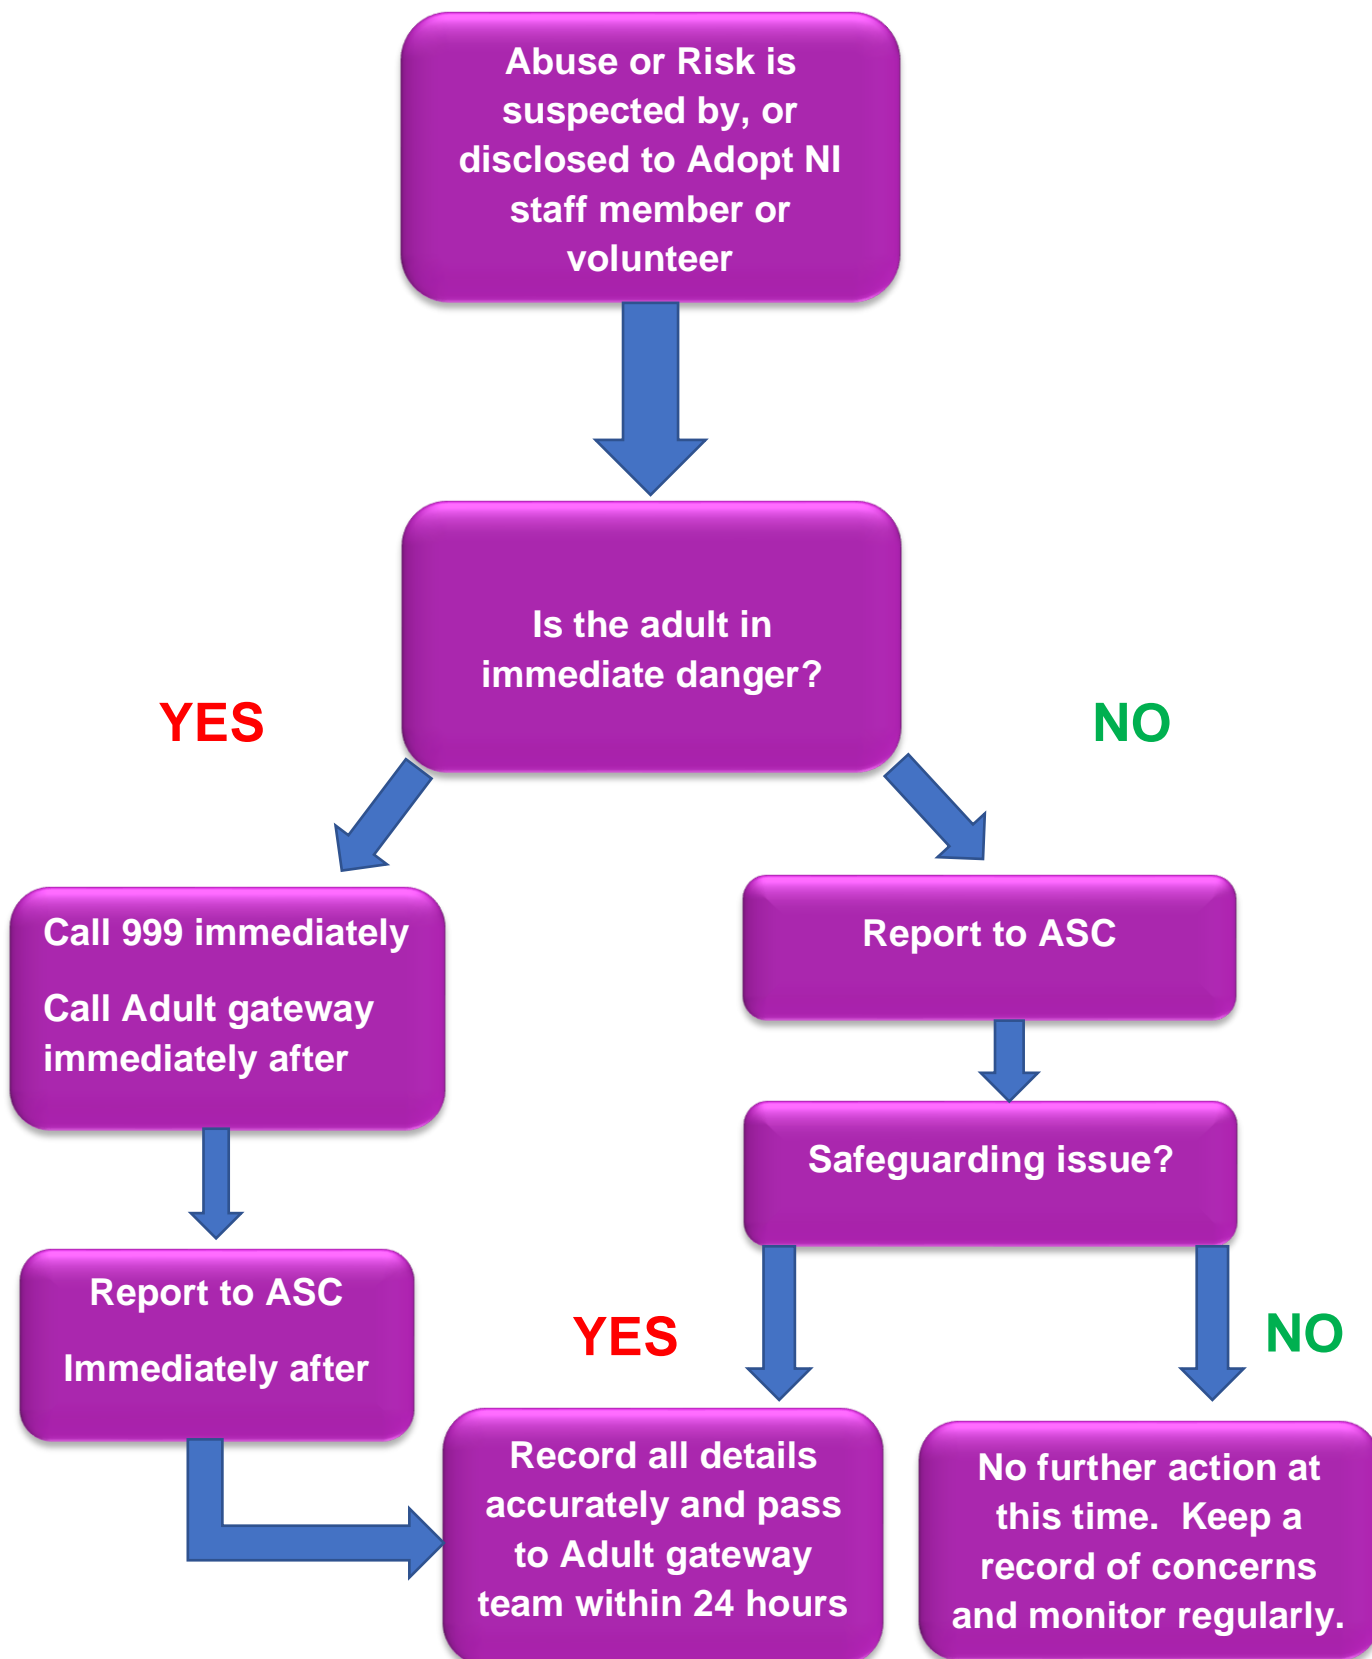 Abuse or Risk is
suspected by, or
disclosed to Adopt NI
staff member or
volunteer
Is the adult in
immediate danger?
YES
NO
Call 999 immediately
Call Adult gateway
immediately after
Report to ASC
Safeguarding issue?
Report to ASC
Immediately after
YES
NO
Record all details
accurately and pass
to Adult gateway
team within 24 hours
No further action at
this time.  Keep a
record of concerns
and monitor regularly.